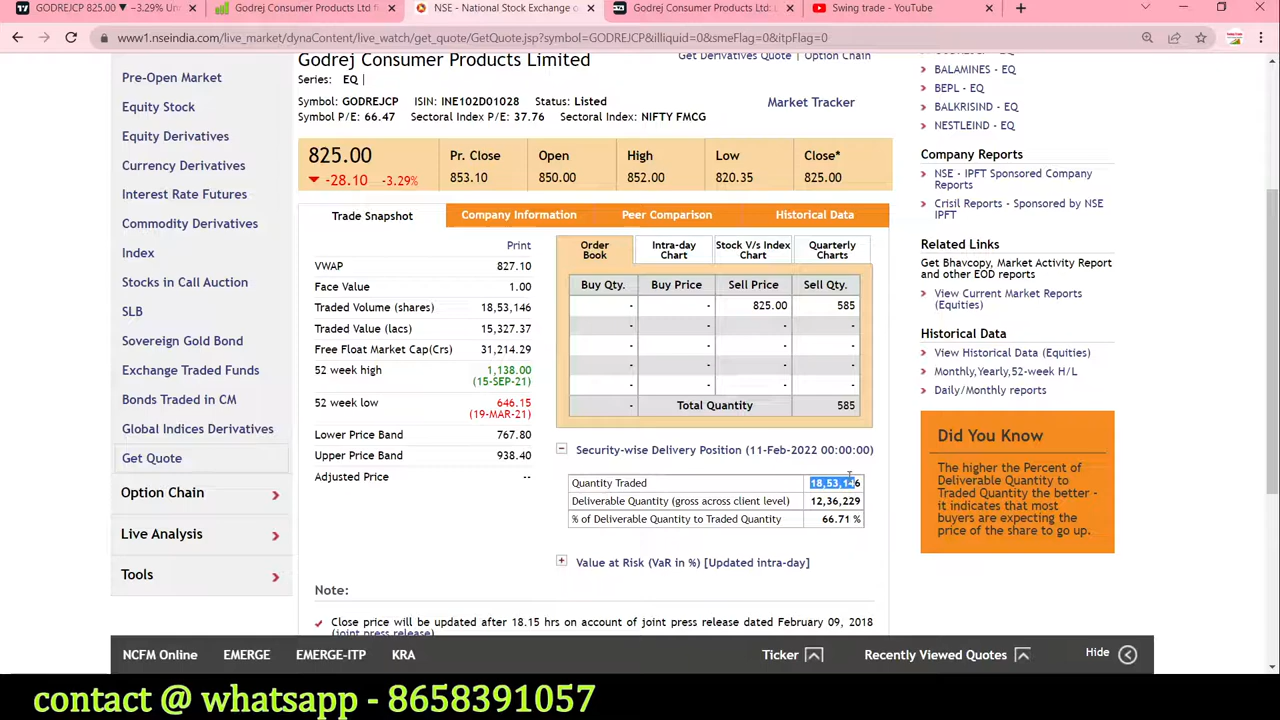 GODREJCP 825.00 ▼ −3.29% Un
Godrej Consumer Products Ltd f
NSE - National Stock Exchange o
Godrej Consumer Products Ltd:
Swing trade - YouTube
www1.nseindia.com/live_market/dynaContent/live_watch/get_quote/GetQuote.jsp?symbol=GODREJCP&illiquid=0&smeFlag=0&itpFlag=0
Pre-Open Market
Equity Stock
Equity Derivatives
Currency Derivatives
Interest Rate Futures
Commodity Derivatives
Index
Stocks in Call Auction
SLB
Sovereign Gold Bond
Exchange Traded Funds
Bonds Traded in CM
Global Indices Derivatives
Get Quote
Option Chain
Live Analysis
Tools
Godrej Consumer Products Limited
Get Derivatives Quote | Option Chain
Series: EQ |
Symbol: GODREJCP ISIN: INE102D01028 Status: Listed
Symbol P/E: 66.47 Sectoral Index P/E: 37.76 Sectoral Index: NIFTY FMCG
Market Tracker
825.00 Pr. Close Open High Low Close*
▼ -28.10 -3.29% 853.10 850.00 852.00 820.35 825.00
Trade Snapshot Company Information Peer Comparison Historical Data
Print
VWAP 827.10
Face Value 1.00
Traded Volume (shares) 18,53,146
Traded Value (lacs) 15,327.37
Free Float Market Cap(Crs) 31,214.29
52 week high 1,138.00
(15-SEP-21)
52 week low 646.15
(19-MAR-21)
Lower Price Band 767.80
Upper Price Band 938.40
Adjusted Price --
Order Book
Intra-day Chart
Stock V/s Index Chart
Quarterly Charts
Buy Qty. Buy Price Sell Price Sell Qty.
- - 825.00 585
- - - -
- - - -
- - - -
- - - -
- Total Quantity 585
Security-wise Delivery Position (11-Feb-2022 00:00:00)
Quantity Traded 18,53,146
Deliverable Quantity (gross across client level) 12,36,229
% of Deliverable Quantity to Traded Quantity 66.71 %
Value at Risk (VaR in %) [Updated intra-day]
Note:
Close price will be updated after 18.15 hrs on account of joint press release dated February 09, 2018
(joint press release)
BALAMINES - EQ
BEPL - EQ
BALKRISIND - EQ
NESTLEIND - EQ
Company Reports
NSE - IPFT Sponsored Company
Reports
Crisil Reports - Sponsored by NSE
IPFT
Related Links
Get Bhavcopy, Market Activity Report
and other EOD reports
View Current Market Reports
(Equities)
Historical Data
View Historical Data (Equities)
Monthly,Yearly,52-week H/L
Daily/Monthly reports
Did You Know
The higher the Percent of
Deliverable Quantity to
Traded Quantity the better -
it indicates that most
buyers are expecting the
price of the share to go up.
NCFM Online EMERGE EMERGE-ITP KRA Ticker Recently Viewed Quotes Hide
contact @ whatsapp - 8658391057